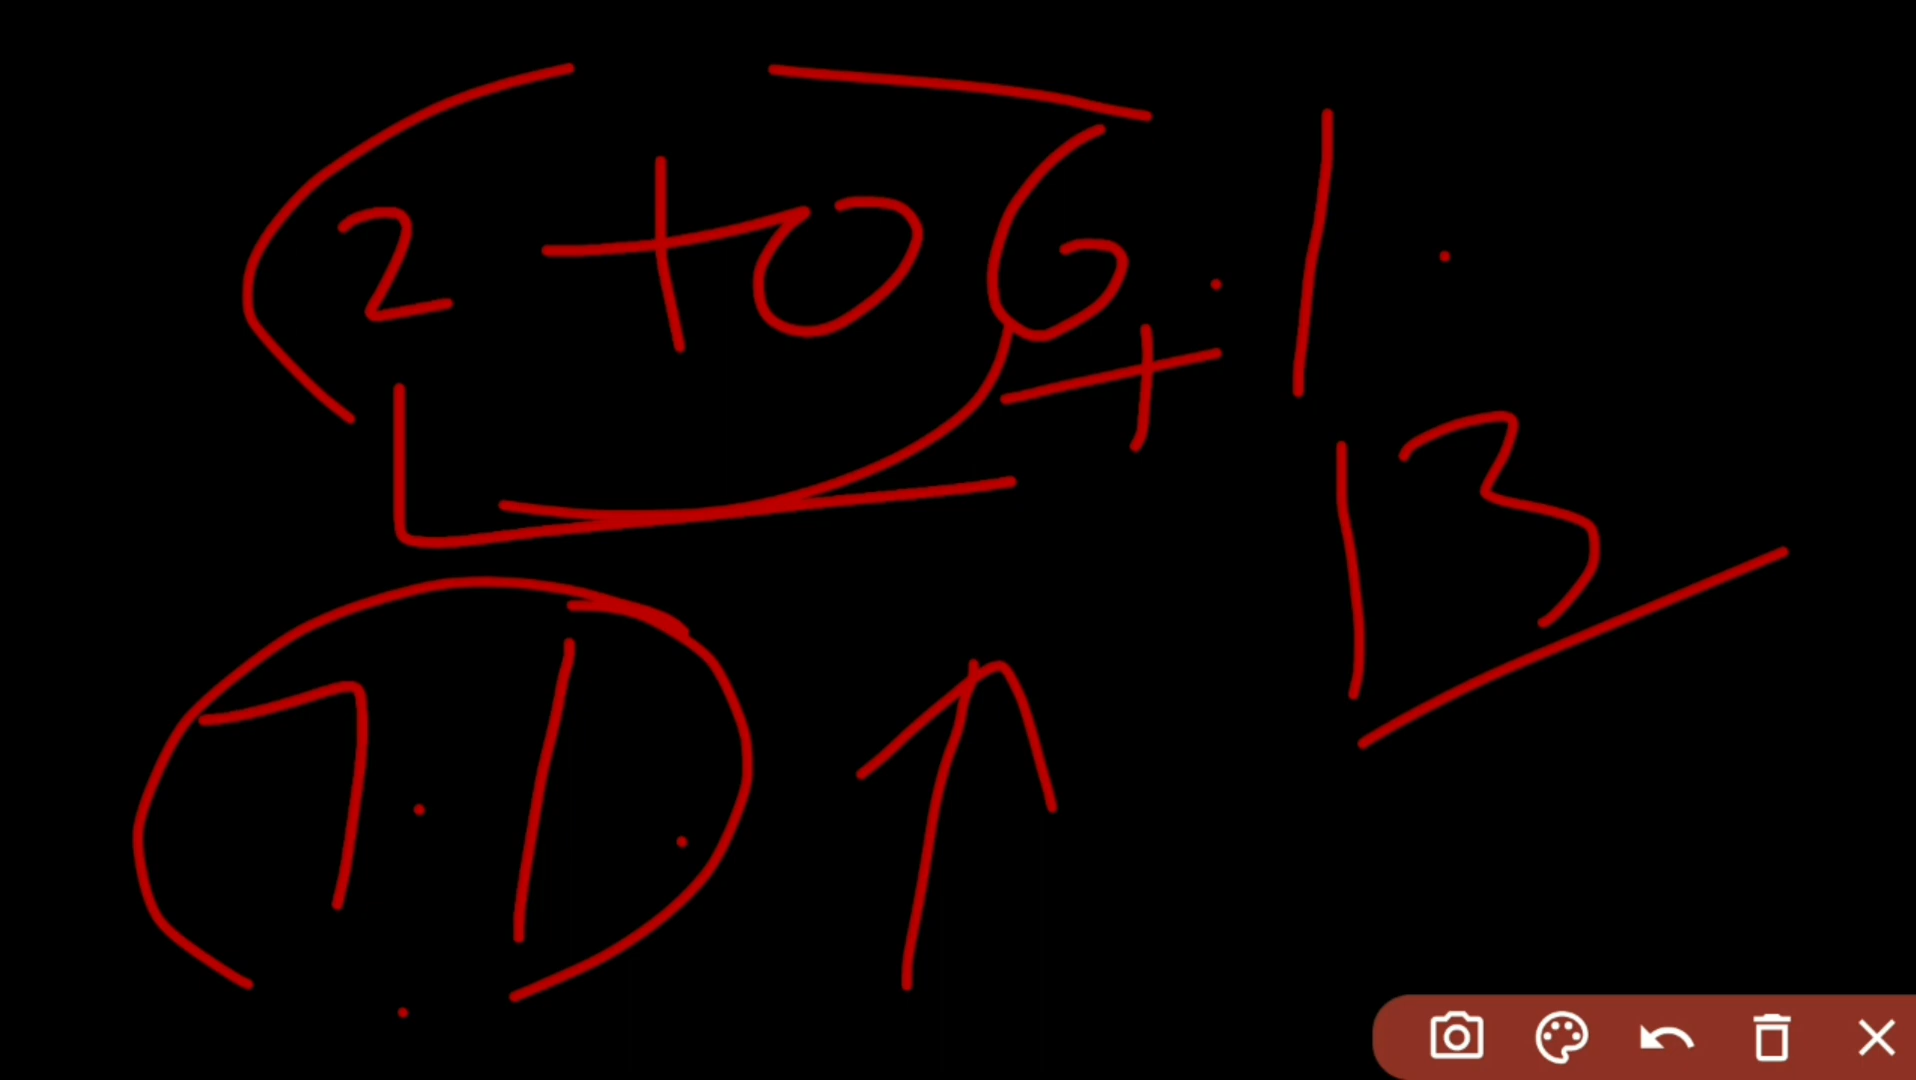 2 to 6 . 1 .
+
13
7 . 1 .